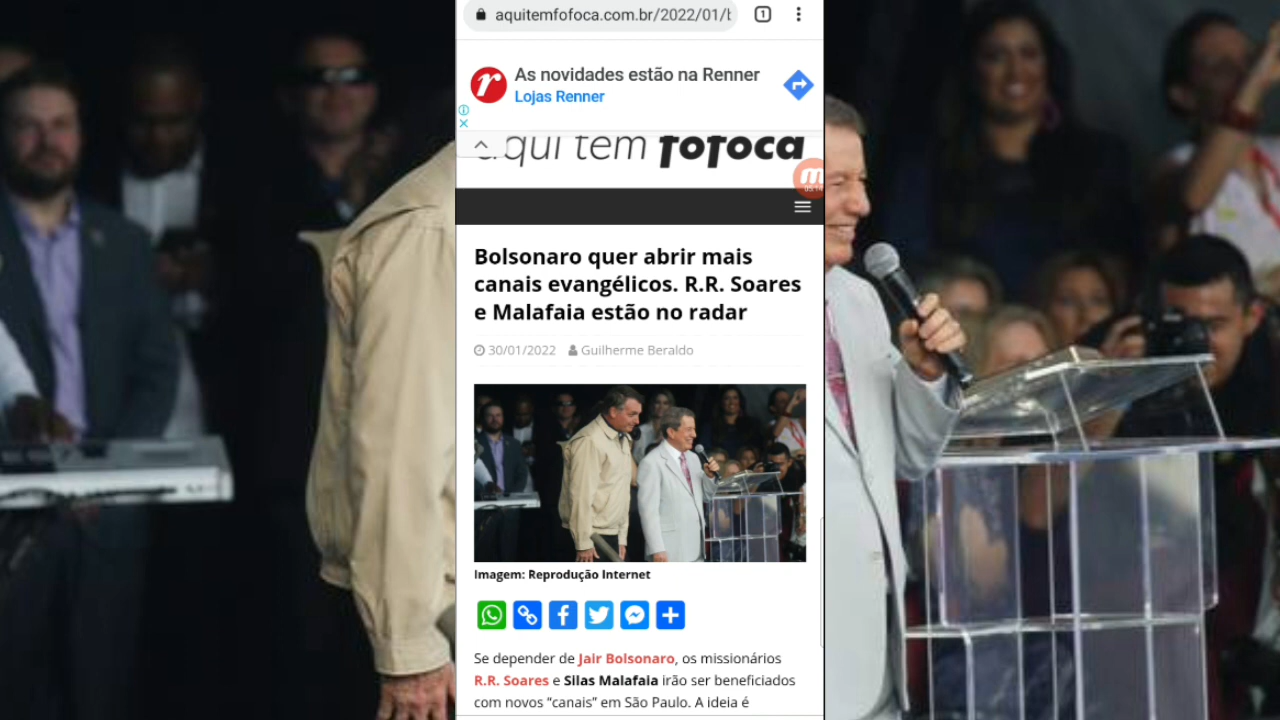 aquitemfofoca.com.br/2022/01/b
1
As novidades estão na Renner
Lojas Renner
aqui tem fofoca
05:14
Bolsonaro quer abrir mais
canais evangélicos. R.R. Soares
e Malafaia estão no radar
30/01/2022 Guilherme Beraldo
Imagem: Reprodução Internet
Se depender de Jair Bolsonaro, os missionários
R.R. Soares e Silas Malafaia irão ser beneficiados
com novos “canais” em São Paulo. A ideia é